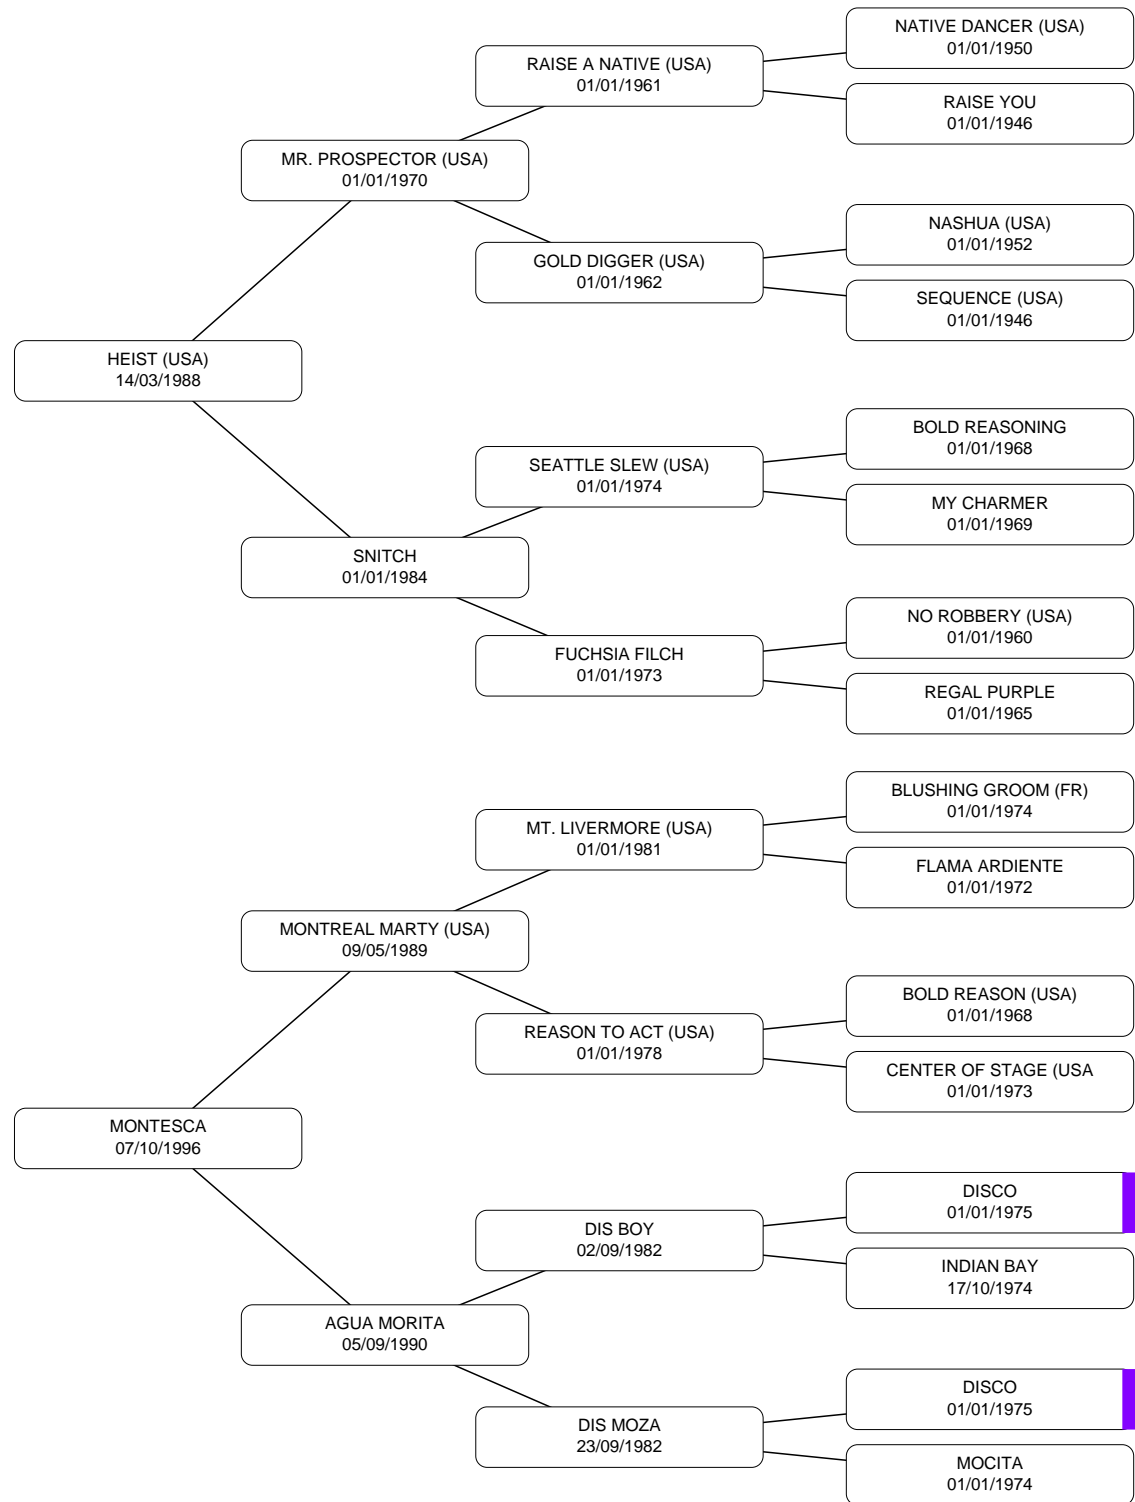 NATIVE DANCER (USA)
01/01/1950
RAISE A NATIVE (USA)
01/01/1961
RAISE YOU
01/01/1946
MR. PROSPECTOR (USA)
01/01/1970
NASHUA (USA)
01/01/1952
GOLD DIGGER (USA)
01/01/1962
SEQUENCE (USA)
01/01/1946
HEIST (USA)
14/03/1988
BOLD REASONING
01/01/1968
SEATTLE SLEW (USA)
01/01/1974
MY CHARMER
01/01/1969
SNITCH
01/01/1984
NO ROBBERY (USA)
01/01/1960
FUCHSIA FILCH
01/01/1973
REGAL PURPLE
01/01/1965
BLUSHING GROOM (FR)
01/01/1974
MT. LIVERMORE (USA)
01/01/1981
FLAMA ARDIENTE
01/01/1972
MONTREAL MARTY (USA)
09/05/1989
BOLD REASON (USA)
01/01/1968
REASON TO ACT (USA)
01/01/1978
CENTER OF STAGE (USA
01/01/1973
MONTESCA
07/10/1996
DISCO
01/01/1975
DIS BOY
02/09/1982
INDIAN BAY
17/10/1974
AGUA MORITA
05/09/1990
DISCO
01/01/1975
DIS MOZA
23/09/1982
MOCITA
01/01/1974